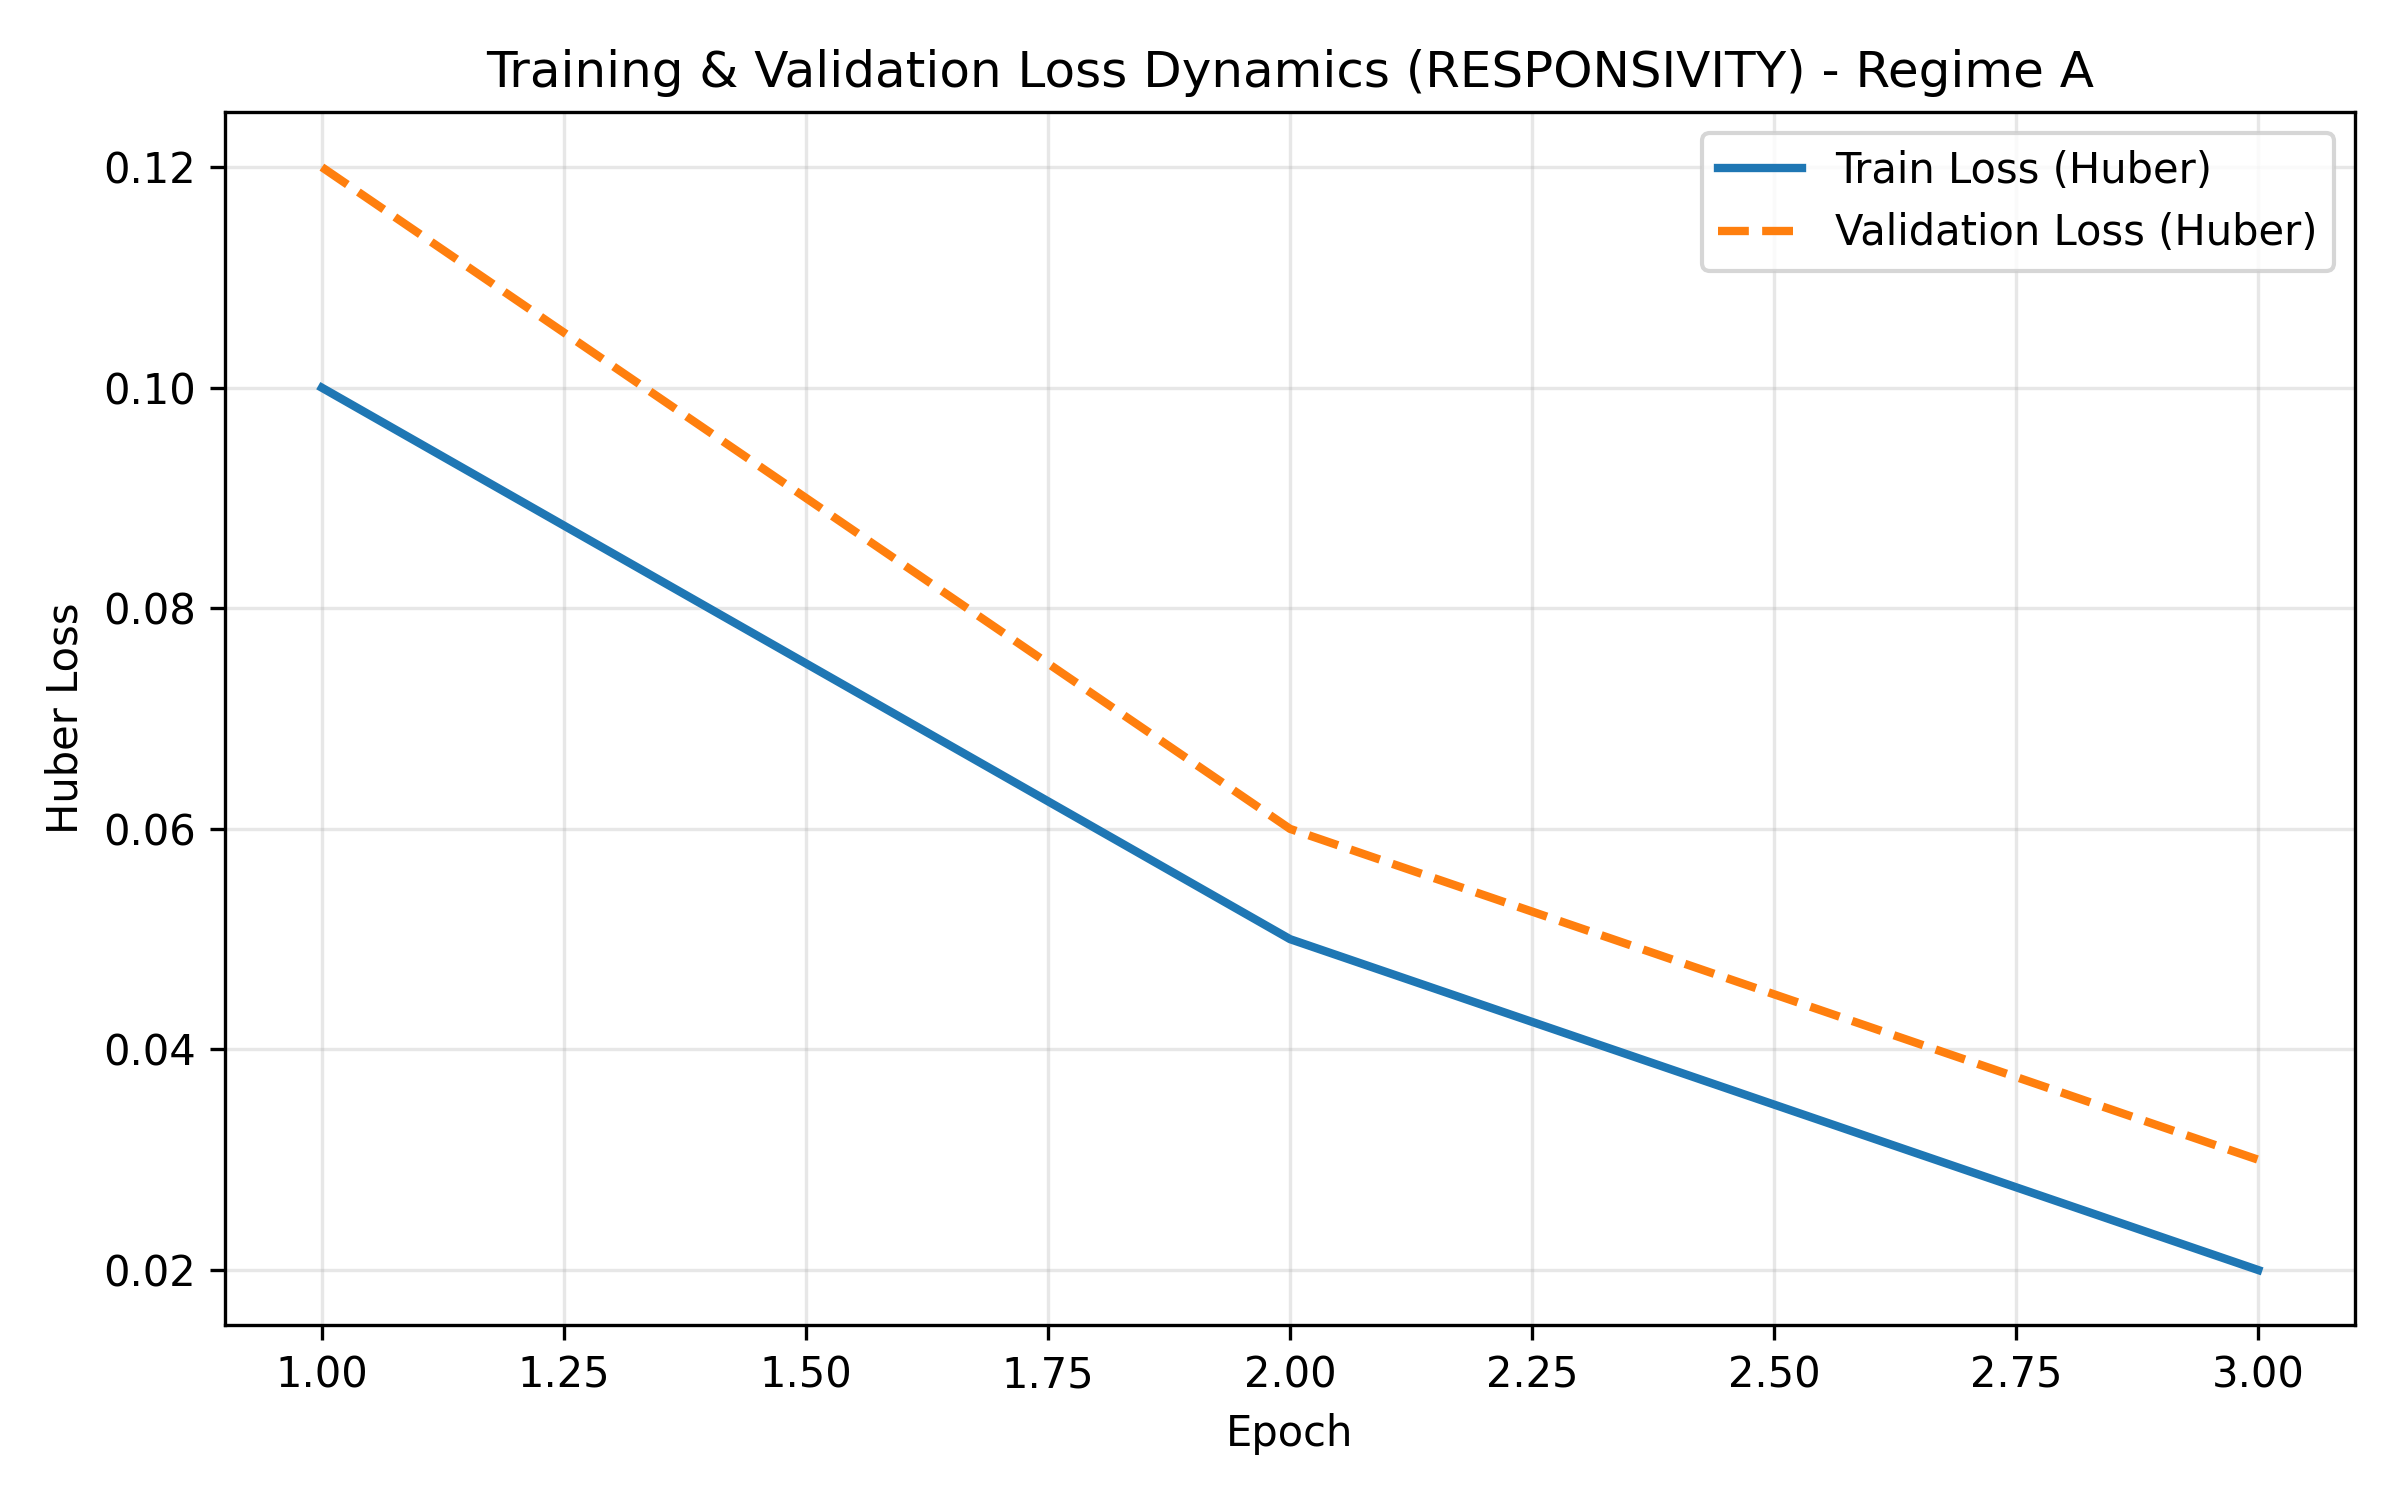 Training & Validation Loss Dynamics (RESPONSIVITY) - Regime A
Train Loss (Huber)
Validation Loss (Huber)
Huber Loss
0.12
0.10
0.08
0.06
0.04
0.02
1.00 1.25 1.50 1.75 2.00 2.25 2.50 2.75 3.00
Epoch